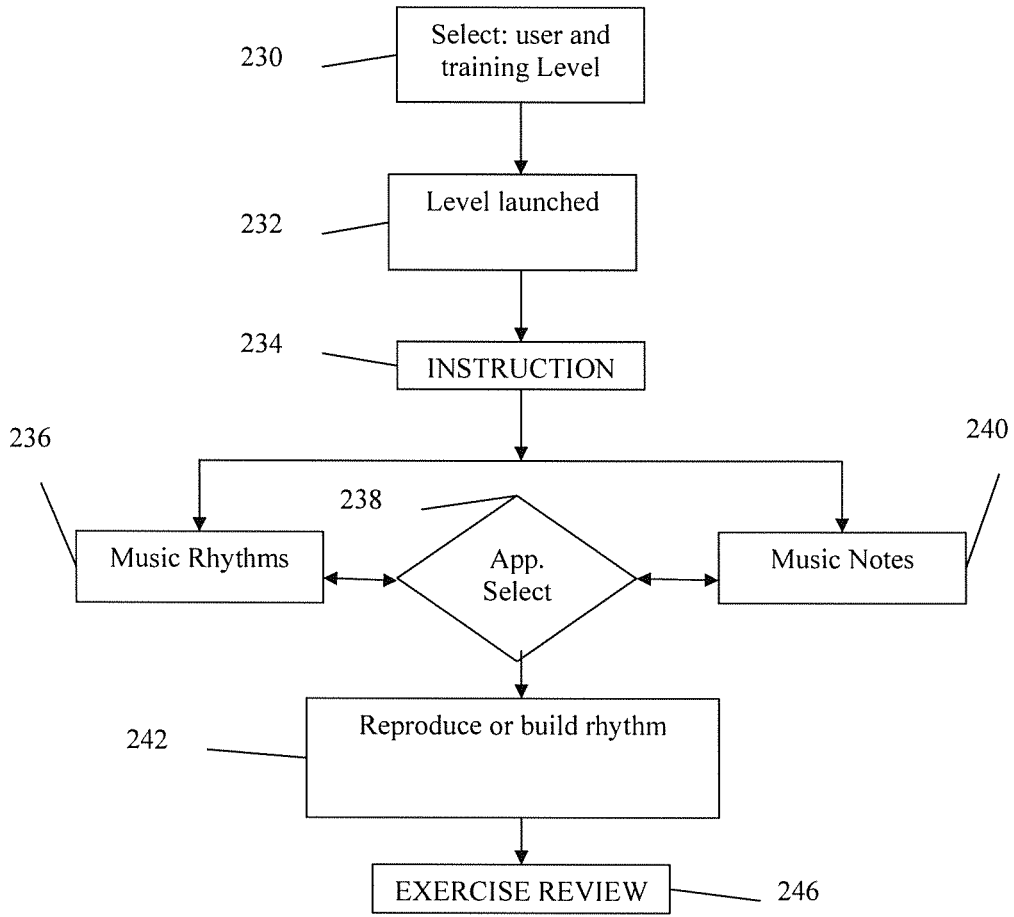 230
Select: user and
training Level
232
Level launched
234
INSTRUCTION
236
240
238
Music Rhythms
App.
Select
Music Notes
242
Reproduce or build rhythm
EXERCISE REVIEW
246